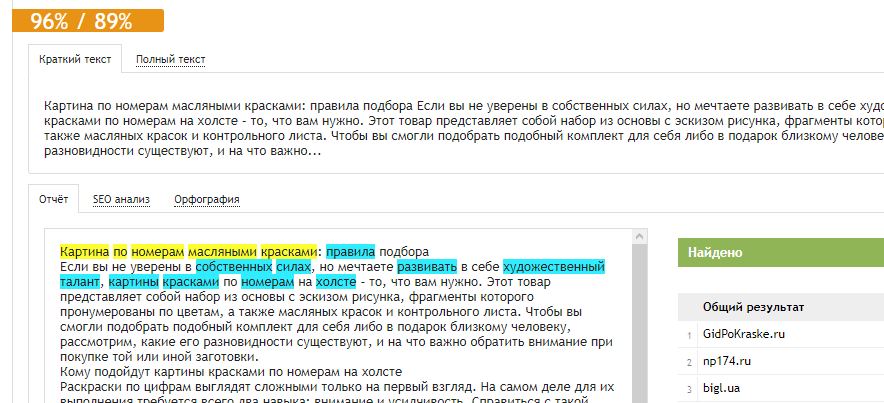 96% / 89%
Краткий текст
Полный текст
Картина по номерам масляными красками: правила подбора Если вы не уверены в собственных силах, но мечтаете развивать в себе
красками по номерам на холсте - то, что вам нужно. Этот товар представляет собой набор из основы с эскизом рисунка, фрагменты
также масляных красок и контрольного листа. Чтобы вы смогли подобрать подобный комплект для себя либо в подарок близкому
разновидности существуют, и на что важно...
Отчёт
SEO анализ
Орфография
Картина по номерам масляными красками: правила подбора
Если вы не уверены в собственных силах, но мечтаете развивать в себе художественный
талант, картины красками по номерам на холсте - то, что вам нужно. Этот товар
представляет собой набор из основы с эскизом рисунка, фрагменты которого
пронумерованы по цветам, а также масляных красок и контрольного листа. Чтобы вы
смогли подобрать подобный комплект для себя либо в подарок близкому человеку,
рассмотрим, какие его разновидности существуют, и на что важно обратить внимание при
покупке той или иной заготовки.
Кому подойдут картины красками по номерам на холсте
Раскраски по цифрам выглядят сложными только на первый взгляд. На самом деле для их
выполнения требуется всего два навыка: внимание и усидчивость. Справиться с такой
Найдено
Общий результат
1 GidPoKraske.ru
2 np174.ru
3 bigl.ua